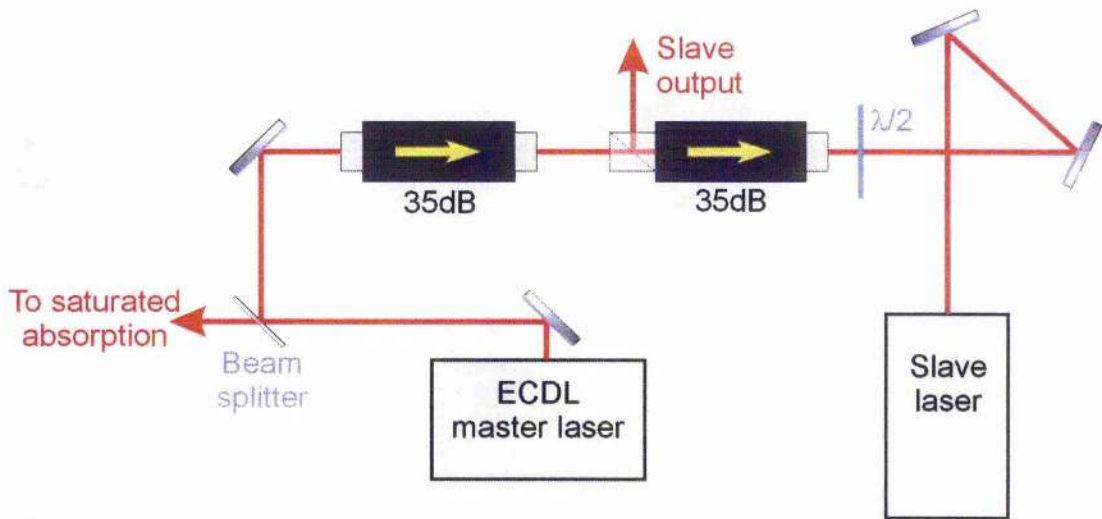 Slave
output
λ/2
35dB
35dB
To saturated
absorption
Beam
splitter
ECDL
master laser
Slave
laser